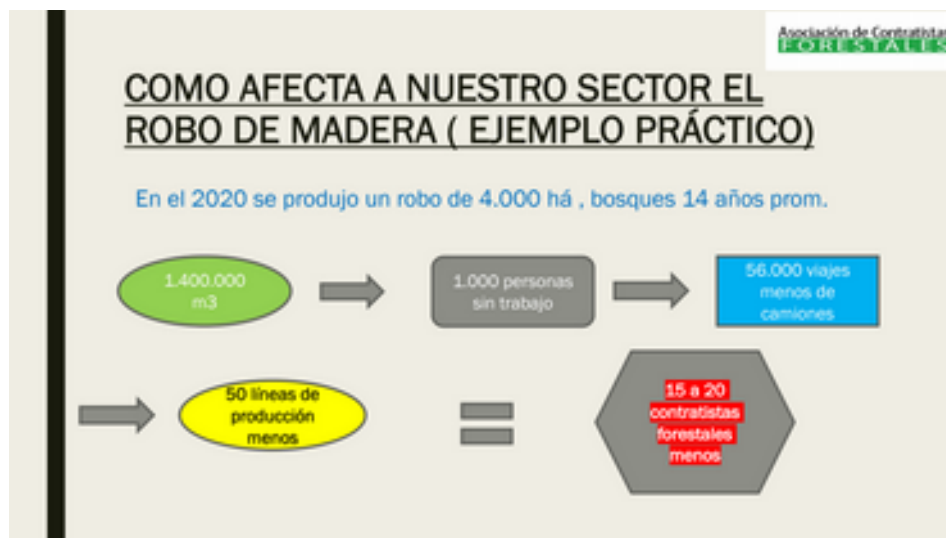 Asociación de Contratistas
FORESTALES
COMO AFECTA A NUESTRO SECTOR EL
ROBO DE MADERA ( EJEMPLO PRÁCTICO)
En el 2020 se produjo un robo de 4.000 há , bosques 14 años prom.
1.400.000
m3
1.000 personas
sin trabajo
56.000 viajes
menos de
camiones
50 líneas de
producción
menos
15 a 20
contratistas
forestales
menos